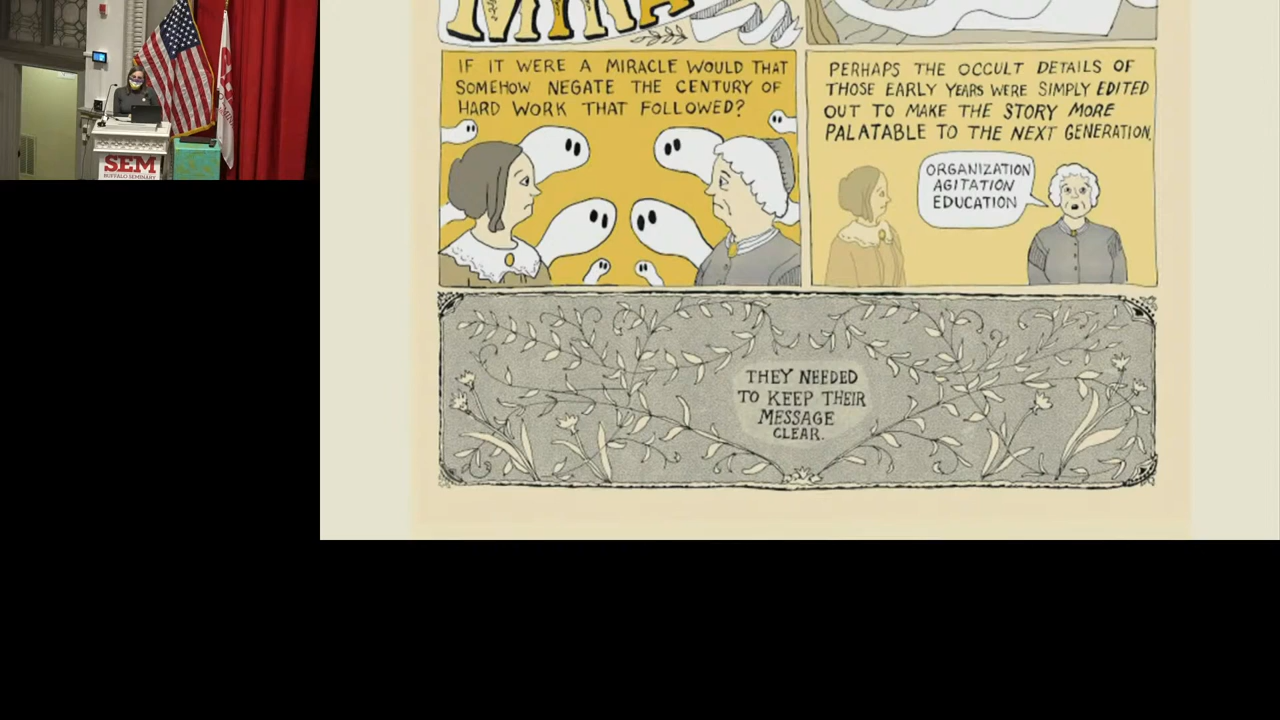 SEM
BUFFALO SEMINARY
IF IT WERE A MIRACLE WOULD THAT
SOMEHOW NEGATE THE CENTURY OF
HARD WORK THAT FOLLOWED?
PERHAPS THE OCCULT DETAILS OF
THOSE EARLY YEARS WERE SIMPLY EDITED
OUT TO MAKE THE STORY MORE
PALATABLE TO THE NEXT GENERATION.
ORGANIZATION
AGITATION
EDUCATION
THEY NEEDED
TO KEEP THEIR
MESSAGE
CLEAR.